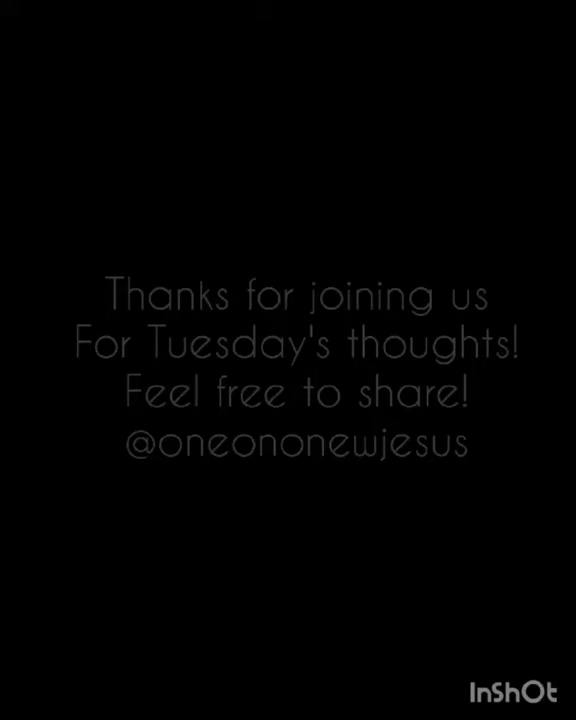 Thanks for joining us
For Tuesday's thoughts!
Feel free to share!
@oneononewjesus
InShOt